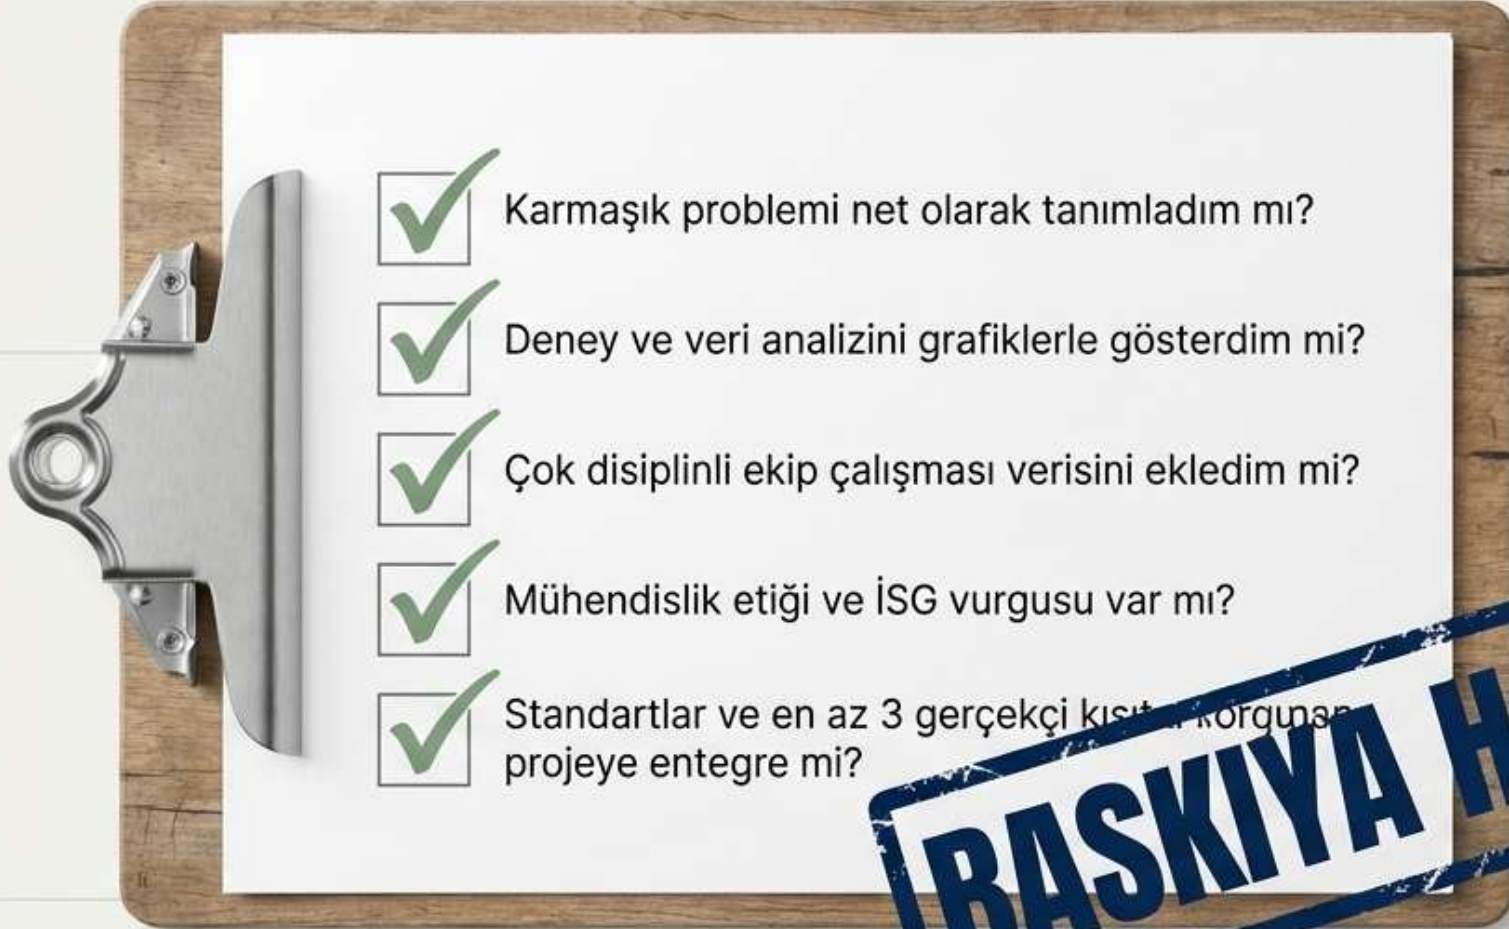 Karmaşık problemi net olarak tanımladım mı?
Deney ve veri analizini grafiklerle gösterdim mi?
Çok disiplinli ekip çalışması verisini ekledim mi?
Mühendislik etiği ve İSG vurgusu var mı?
Standartlar ve en az 3 gerçekçi
projeye entegre mi?
BASKIYA H